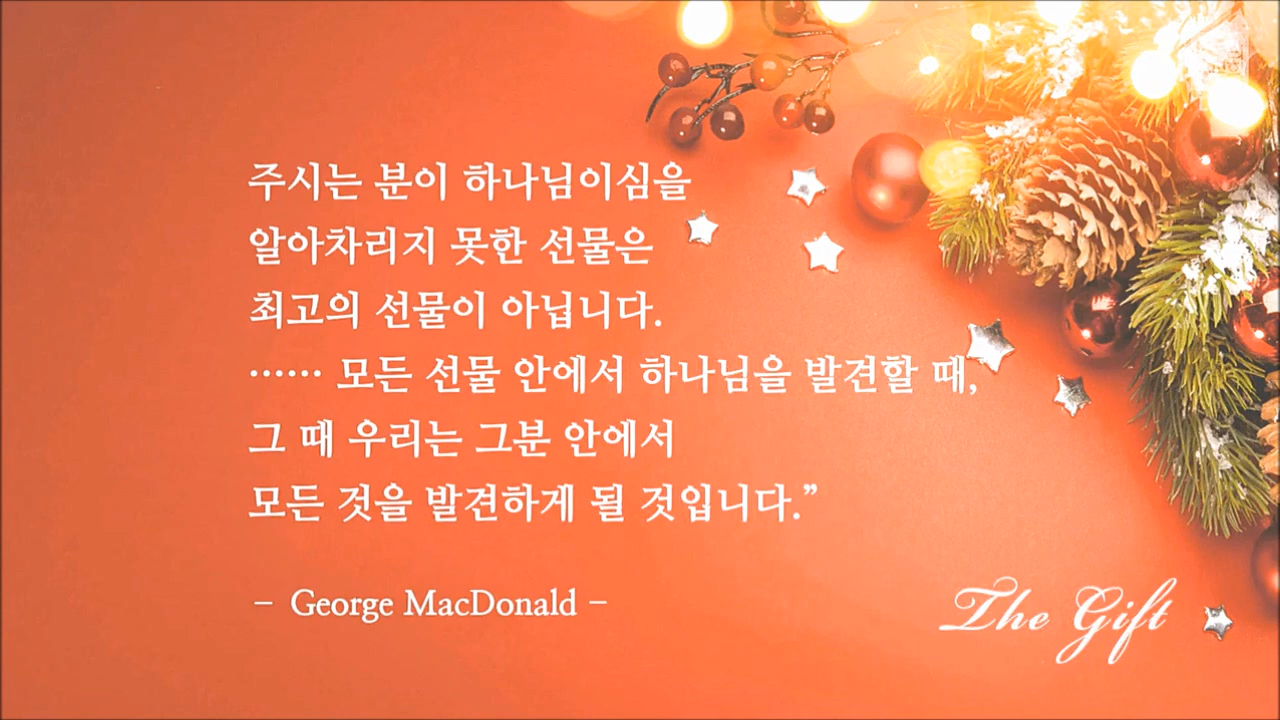 주시는 분이 하나님이심을
알아차리지 못한 선물은
최고의 선물이 아닙니다.
…… 모든 선물 안에서 하나님을 발견할 때,
그 때 우리는 그분 안에서
모든 것을 발견하게 될 것입니다.”
– George MacDonald –
The Gift